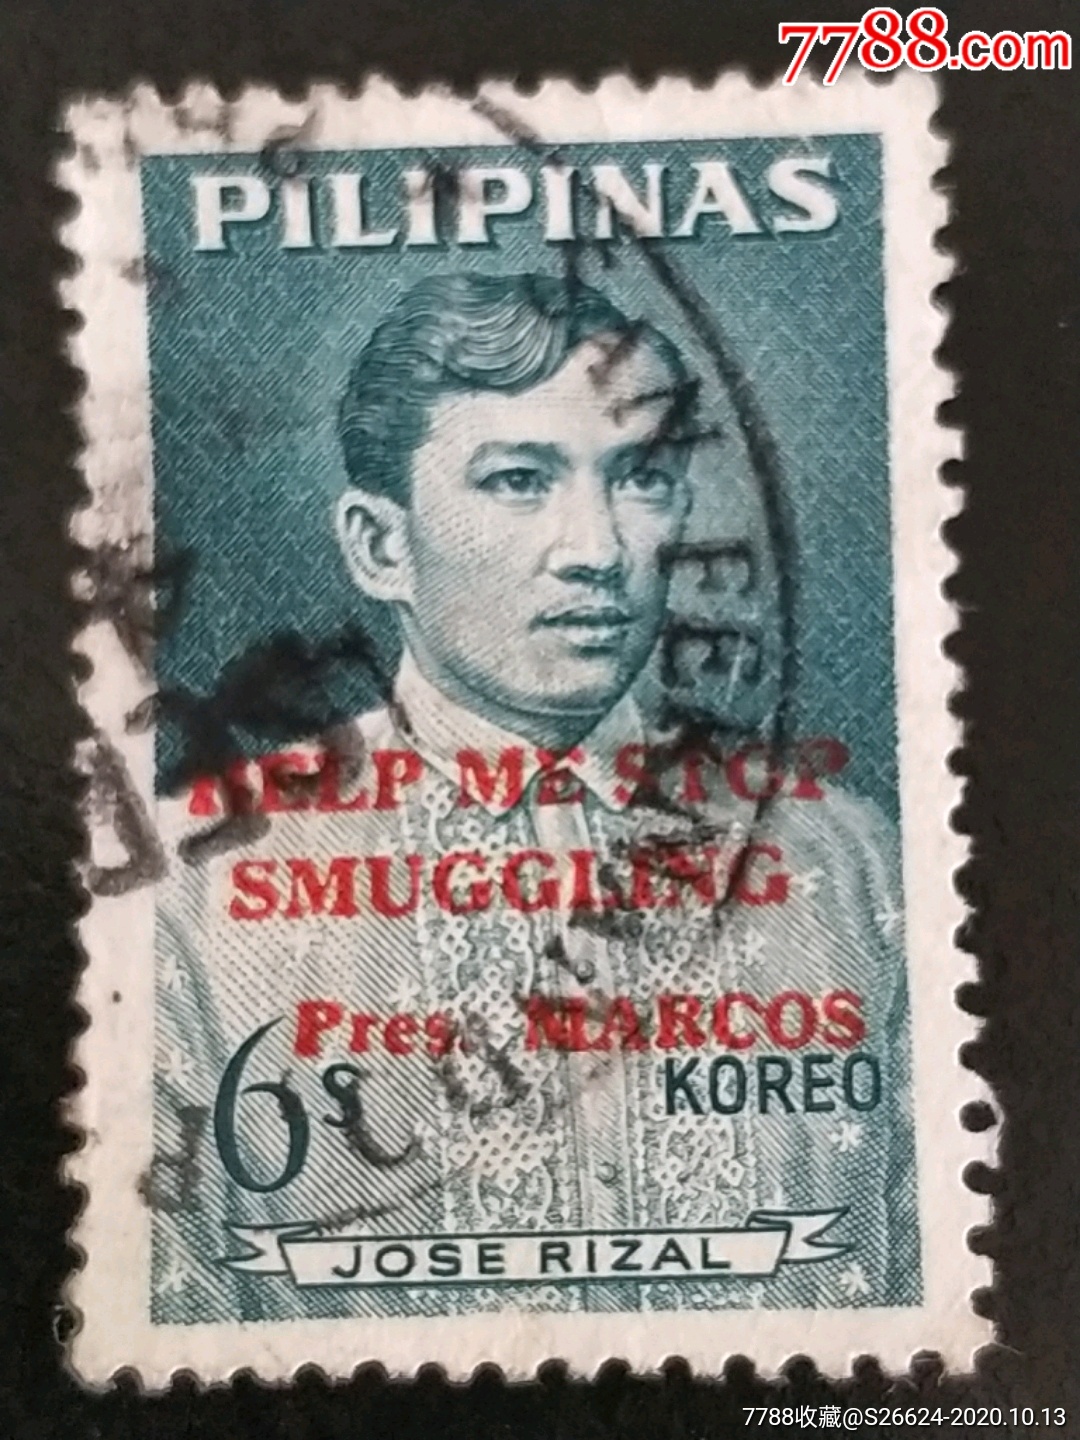 7788.com
PILIPINAS
HELP ME STOP
SMUGGLING
Pres. MARCOS
6s
KOREO
JOSE RIZAL
7788收藏@S26624-2020.10.13